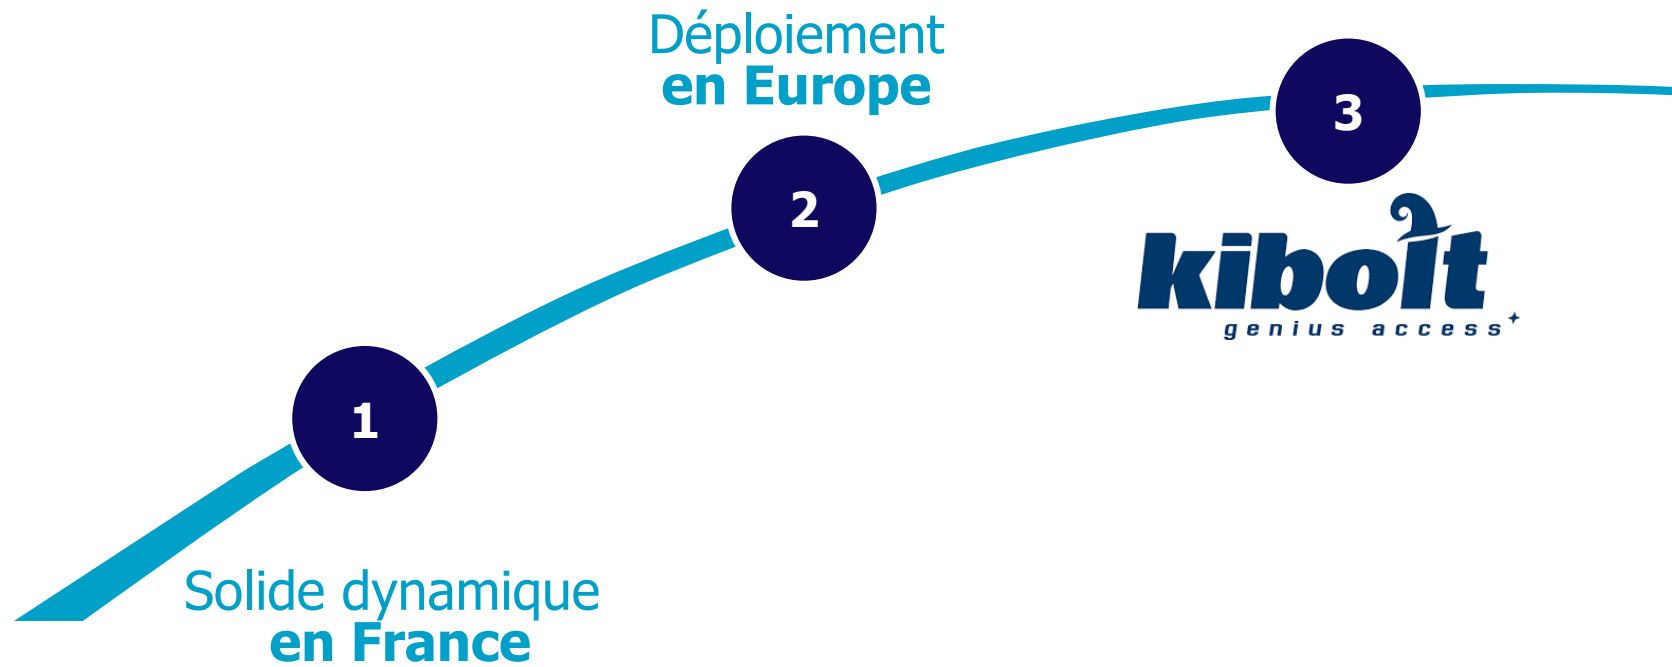 Déploiement
en Europe
3
2
kibolt
genius access
1
Solide dynamique
en France